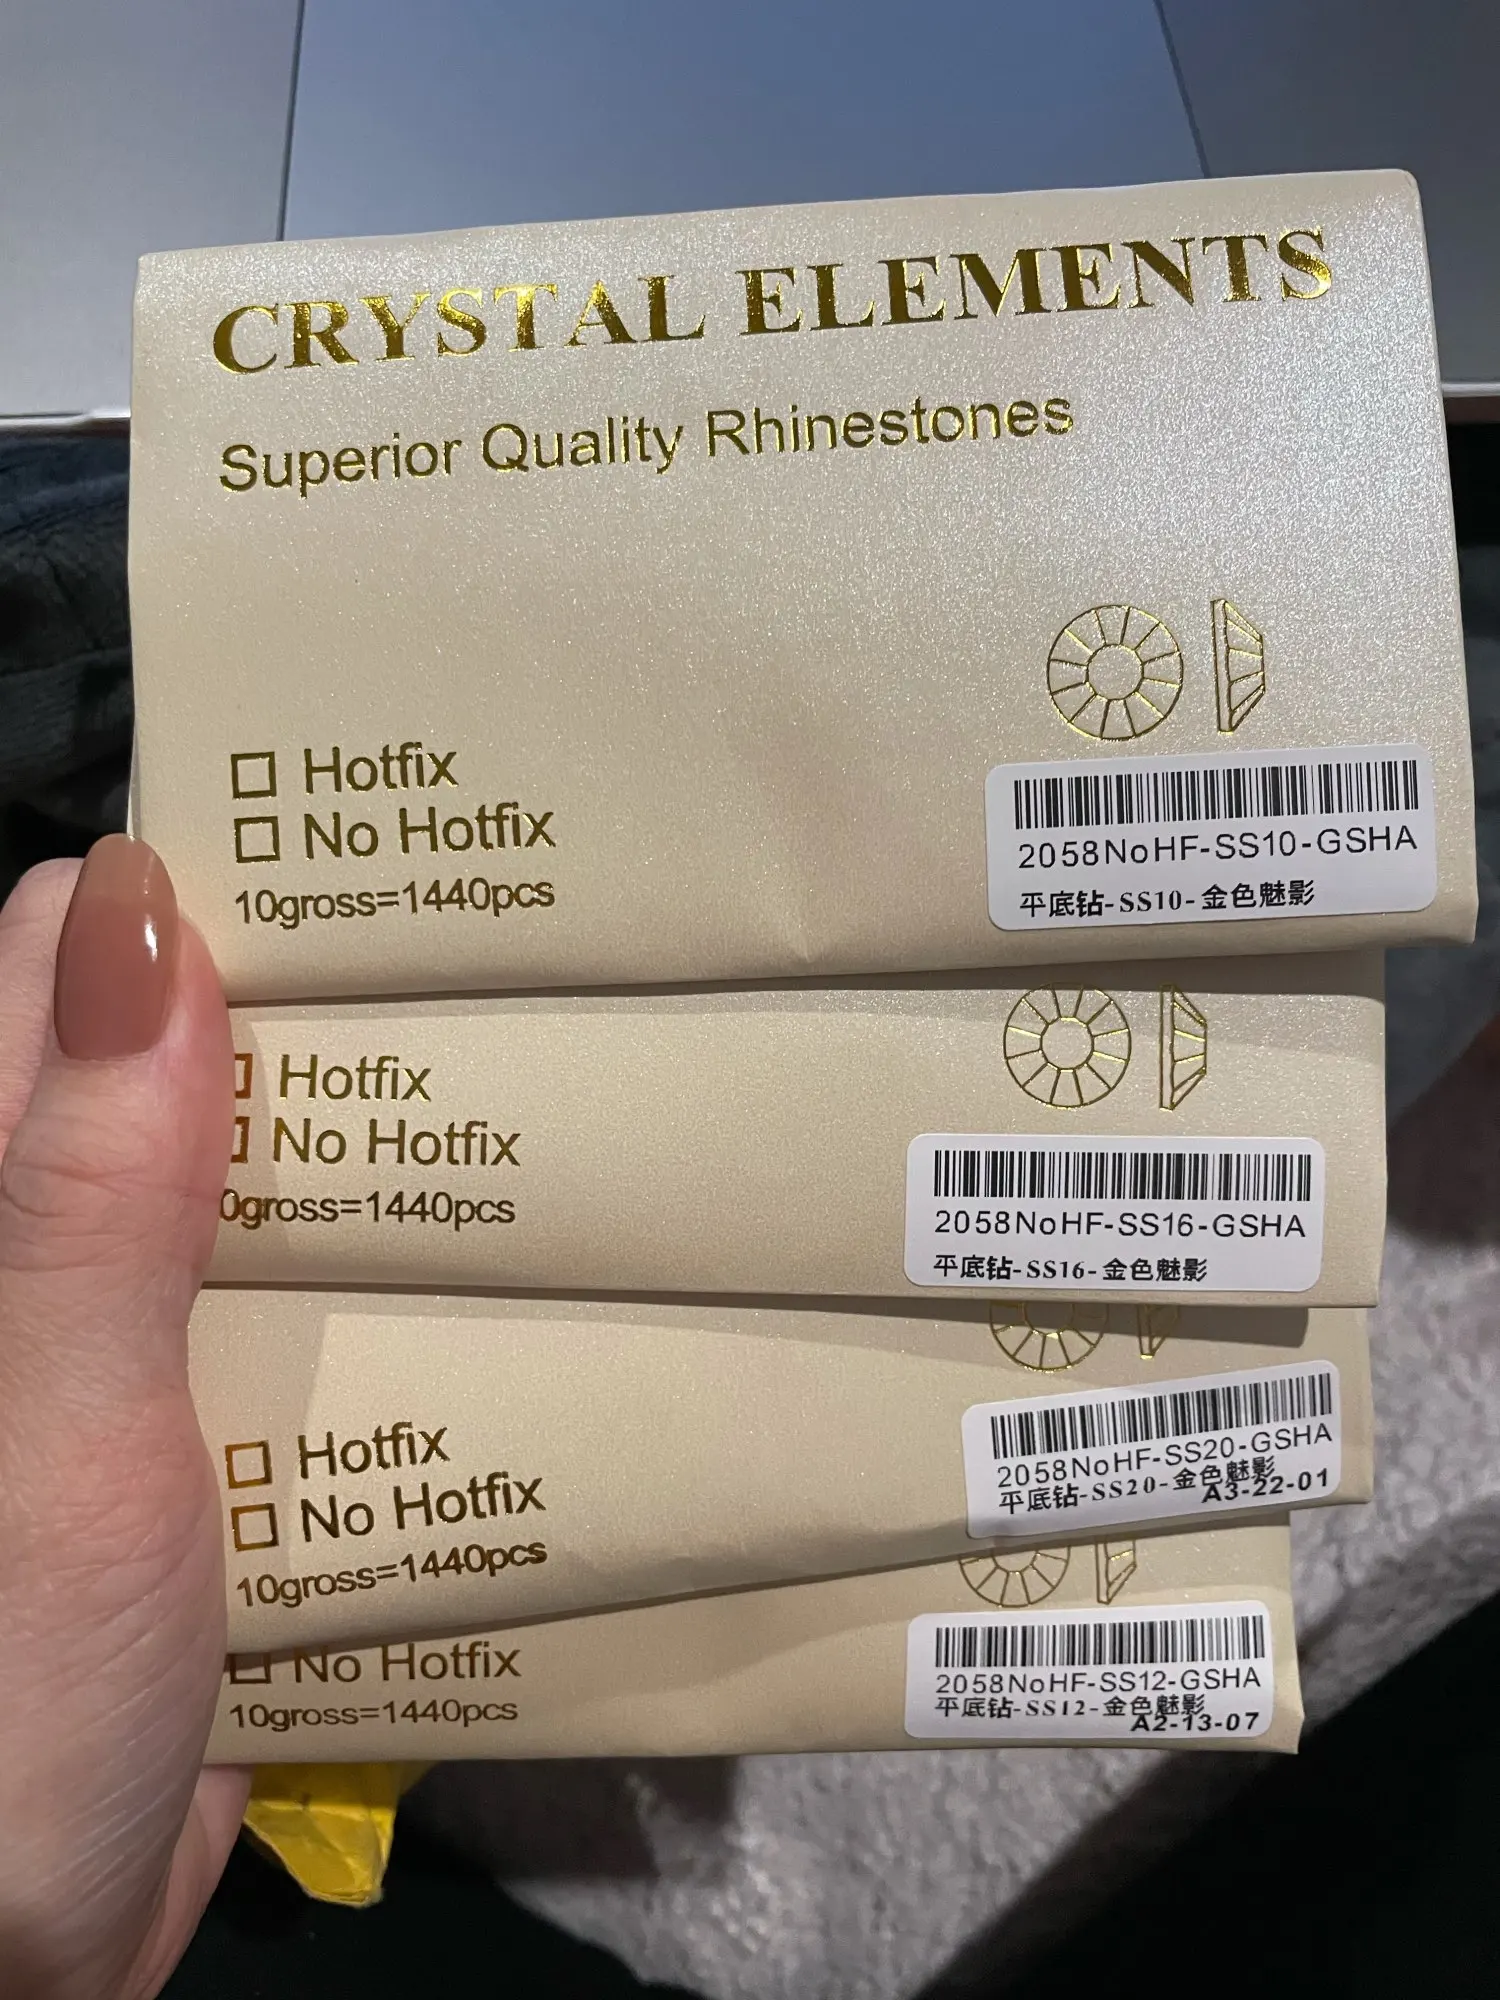 CRYSTAL ELEMENTS
Superior Quality Rhinestones
Hotfix
No Hotfix
10gross=1440pcs
2058NoHF-SS10-GSHA
平底钻-SS10-金色魅影
Hotfix
No Hotfix
0gross=1440pcs
2058NoHF-SS16-GSHA
平底钻-SS16-金色魅影
Hotfix
No Hotfix
10gross=1440pcs
2058NoHF-SS20-GSHA
平底钻-SS20-金色魅影
A3-22-01
No Hotfix
10gross=1440pcs
2058NoHF-SS12-GSHA
平底钻-SS12-金色魅影
A2-13-07